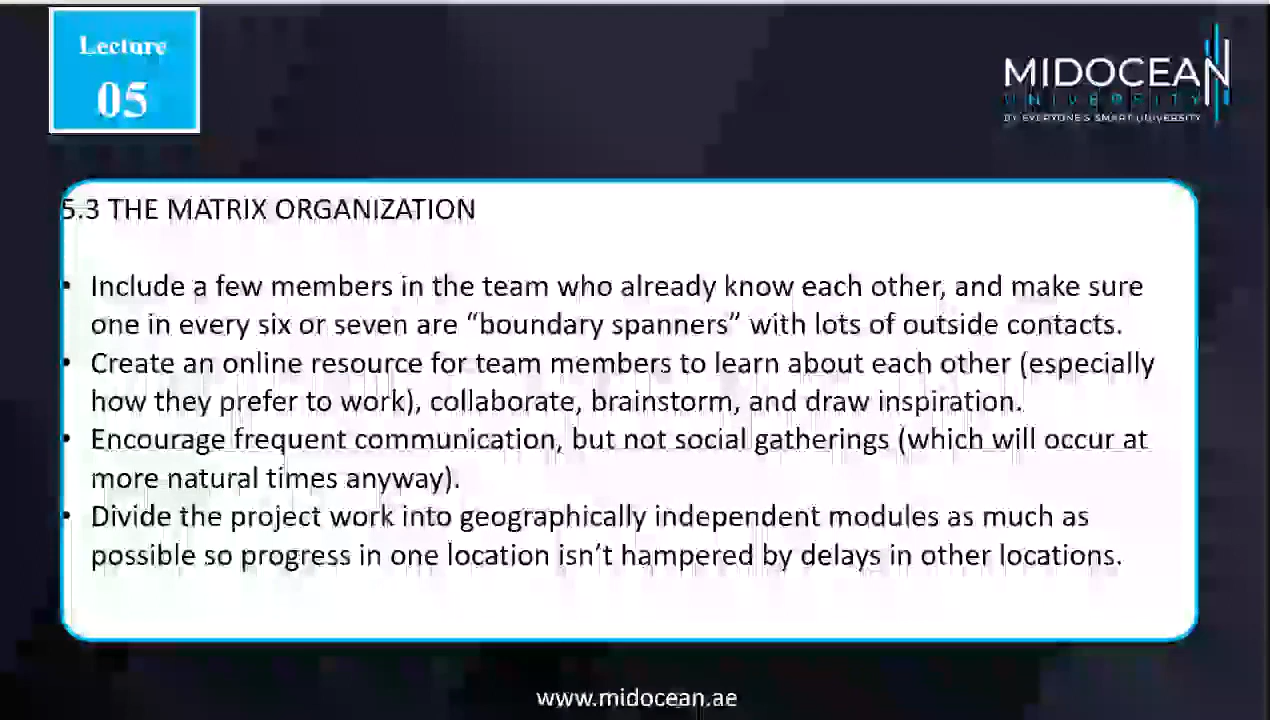 Lecture
05
MIDOCEAN
UNIVERSITY
BY EVERYONE'S SMART UNIVERSITY
5.3 THE MATRIX ORGANIZATION
• Include a few members in the team who already know each other, and make sure
one in every six or seven are “boundary spanners” with lots of outside contacts.
• Create an online resource for team members to learn about each other (especially
how they prefer to work), collaborate, brainstorm, and draw inspiration.
• Encourage frequent communication, but not social gatherings (which will occur at
more natural times anyway).
• Divide the project work into geographically independent modules as much as
possible so progress in one location isn’t hampered by delays in other locations.
www.midocean.ae